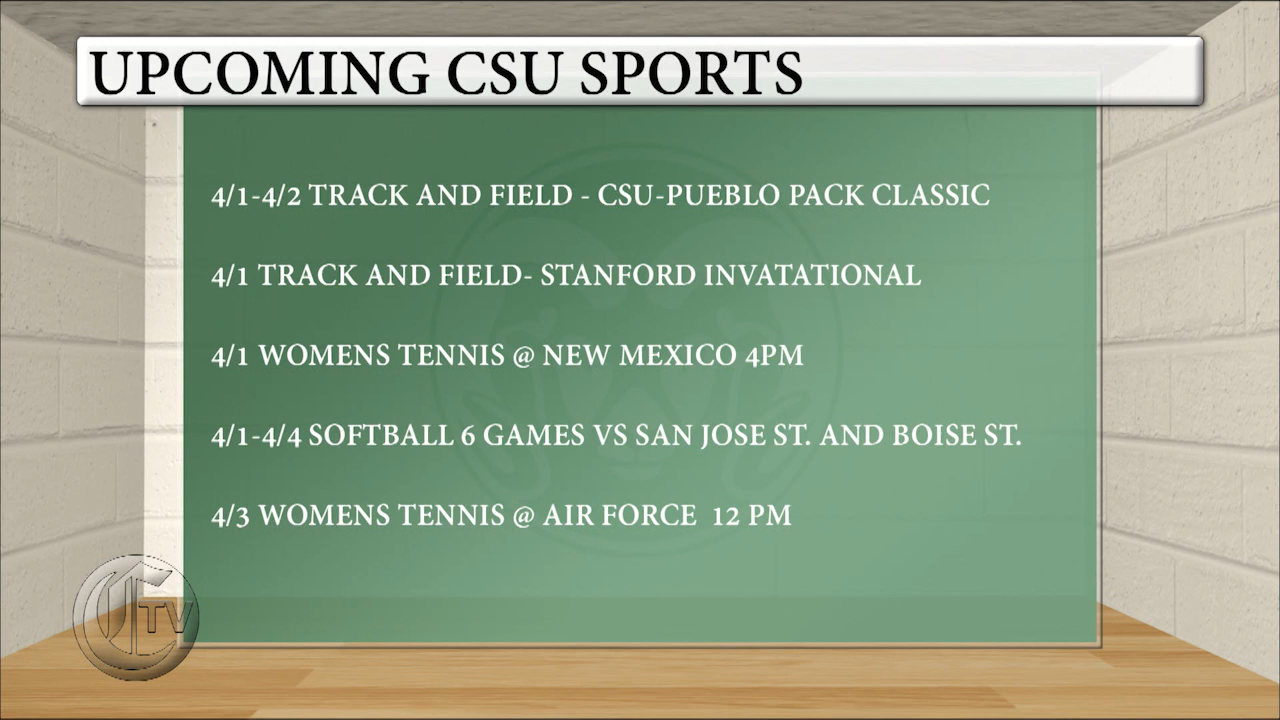 UPCOMING CSU SPORTS
4/1-4/2 TRACK AND FIELD - CSU-PUEBLO PACK CLASSIC
4/1 TRACK AND FIELD- STANFORD INVATATIONAL
4/1 WOMENS TENNIS @ NEW MEXICO 4PM
4/1-4/4 SOFTBALL 6 GAMES VS SAN JOSE ST. AND BOISE ST.
4/3 WOMENS TENNIS @ AIR FORCE  12 PM
CTV